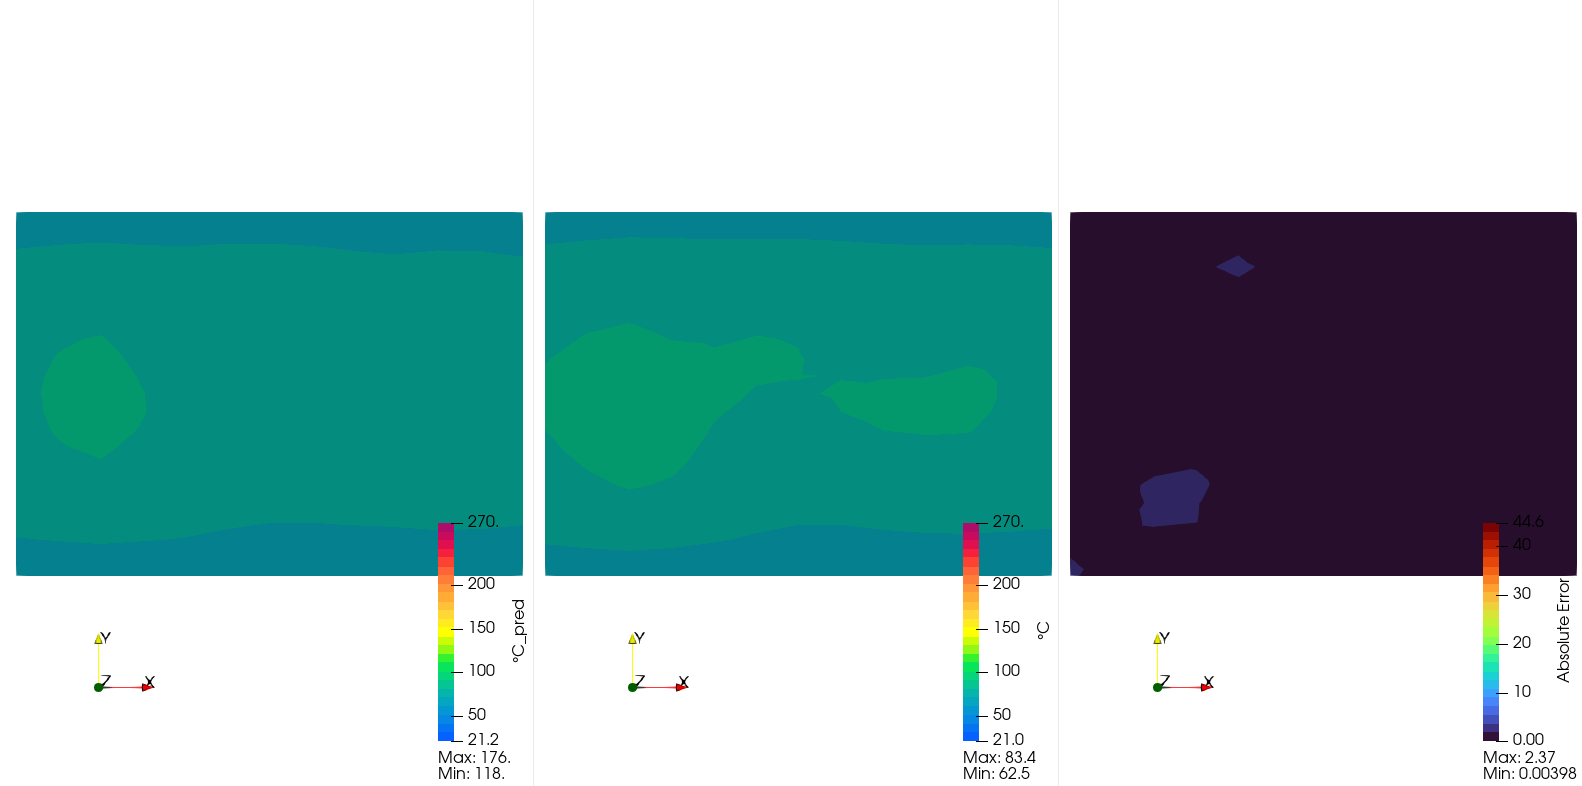 270.
200
150
100
50
21.2
°C_pred
Max: 176.
Min: 118.
Y
Z
X
270.
200
150
100
50
21.0
°C
Max: 83.4
Min: 62.5
Y
Z
X
44.6
40
30
20
10
0.00
Absolute Error
Max: 2.37
Min: 0.00398
Y
Z
X